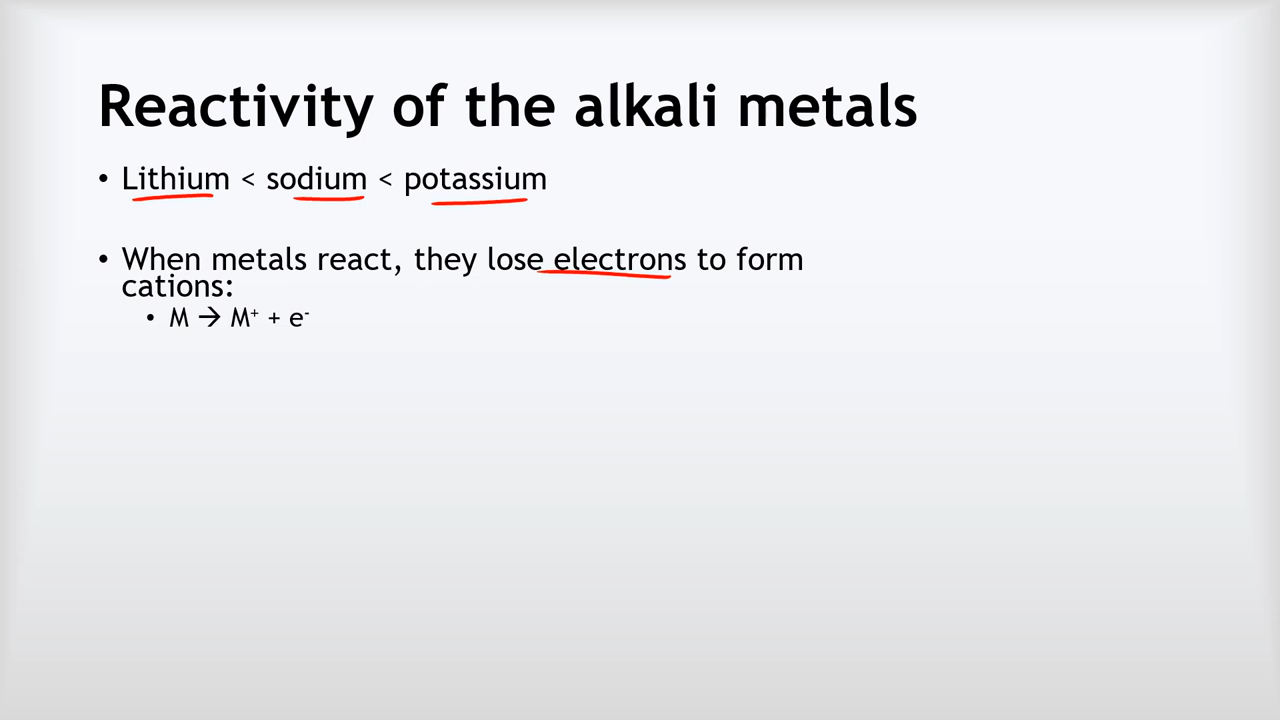 Reactivity of the alkali metals
• Lithium < sodium < potassium
• When metals react, they lose electrons to form
cations:
• M → M⁺ + e⁻